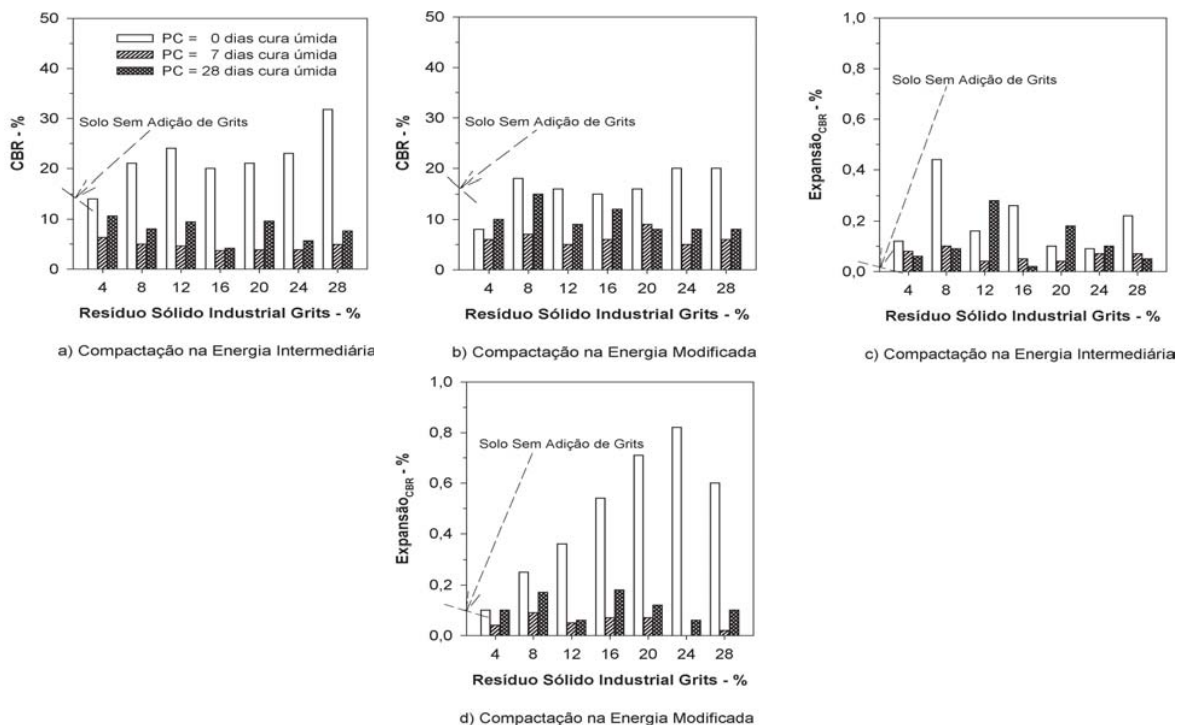 50
40
30
20
10
0
CBR - %
PC = 0 dias cura úmida
PC = 7 dias cura úmida
PC = 28 dias cura úmida
Solo Sem Adição de Grits
4 8 12 16 20 24 28
Resíduo Sólido Industrial Grits - %
a) Compactação na Energia Intermediária
50
40
30
20
10
0
CBR - %
Solo Sem Adição de Grits
4 8 12 16 20 24 28
Resíduo Sólido Industrial Grits - %
b) Compactação na Energia Modificada
1,0
0,8
0,6
0,4
0,2
0,0
Expansão CBR - %
Solo Sem Adição de Grits
4 8 12 16 20 24 28
Resíduo Sólido Industrial Grits - %
c) Compactação na Energia Intermediária
1,0
0,8
0,6
0,4
0,2
0,0
Expansão CBR - %
Solo Sem Adição de Grits
4 8 12 16 20 24 28
Resíduo Sólido Industrial Grits - %
d) Compactação na Energia Modificada